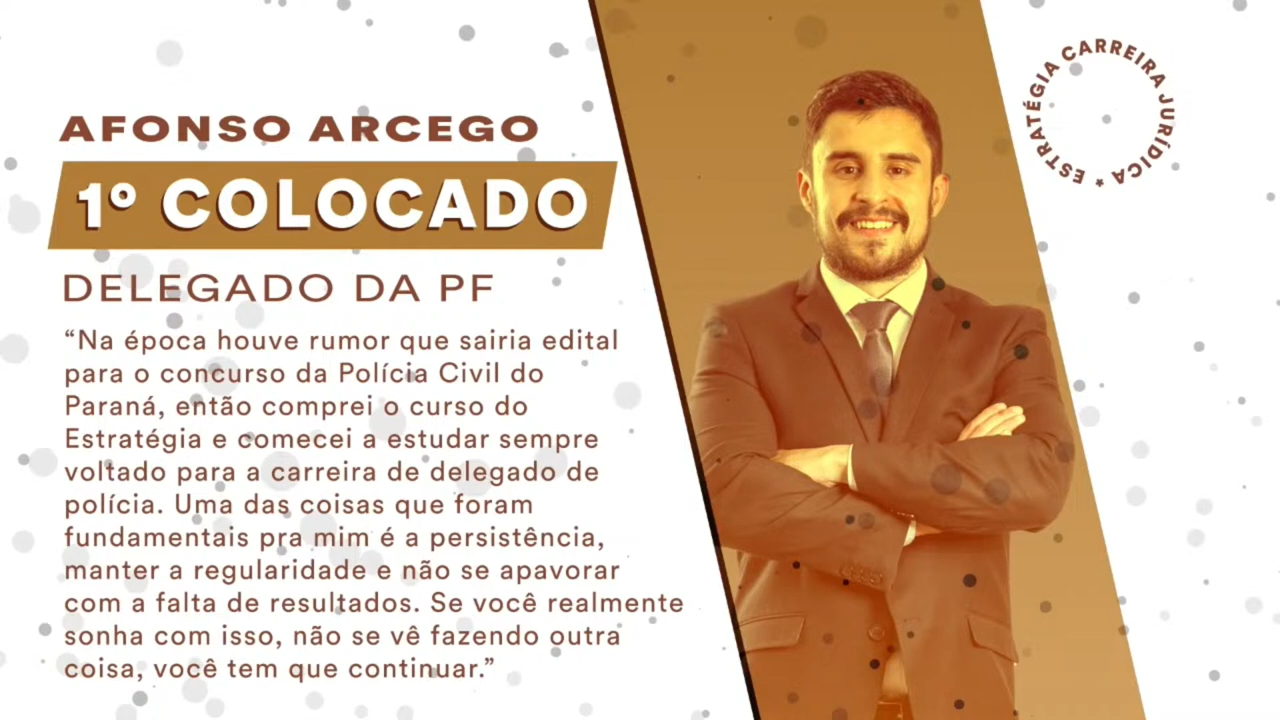 AFONSO ARCEGO
1º COLOCADO
DELEGADO DA PF
“Na época houve rumor que sairia edital
para o concurso da Polícia Civil do
Paraná, então comprei o curso do
Estratégia e comecei a estudar sempre
voltado para a carreira de delegado de
polícia. Uma das coisas que foram
fundamentais pra mim é a persistência,
manter a regularidade e não se apavorar
com a falta de resultados. Se você realmente
sonha com isso, não se vê fazendo outra
coisa, você tem que continuar.”
ESTRATÉGIA CARREIRA JURÍDICA *